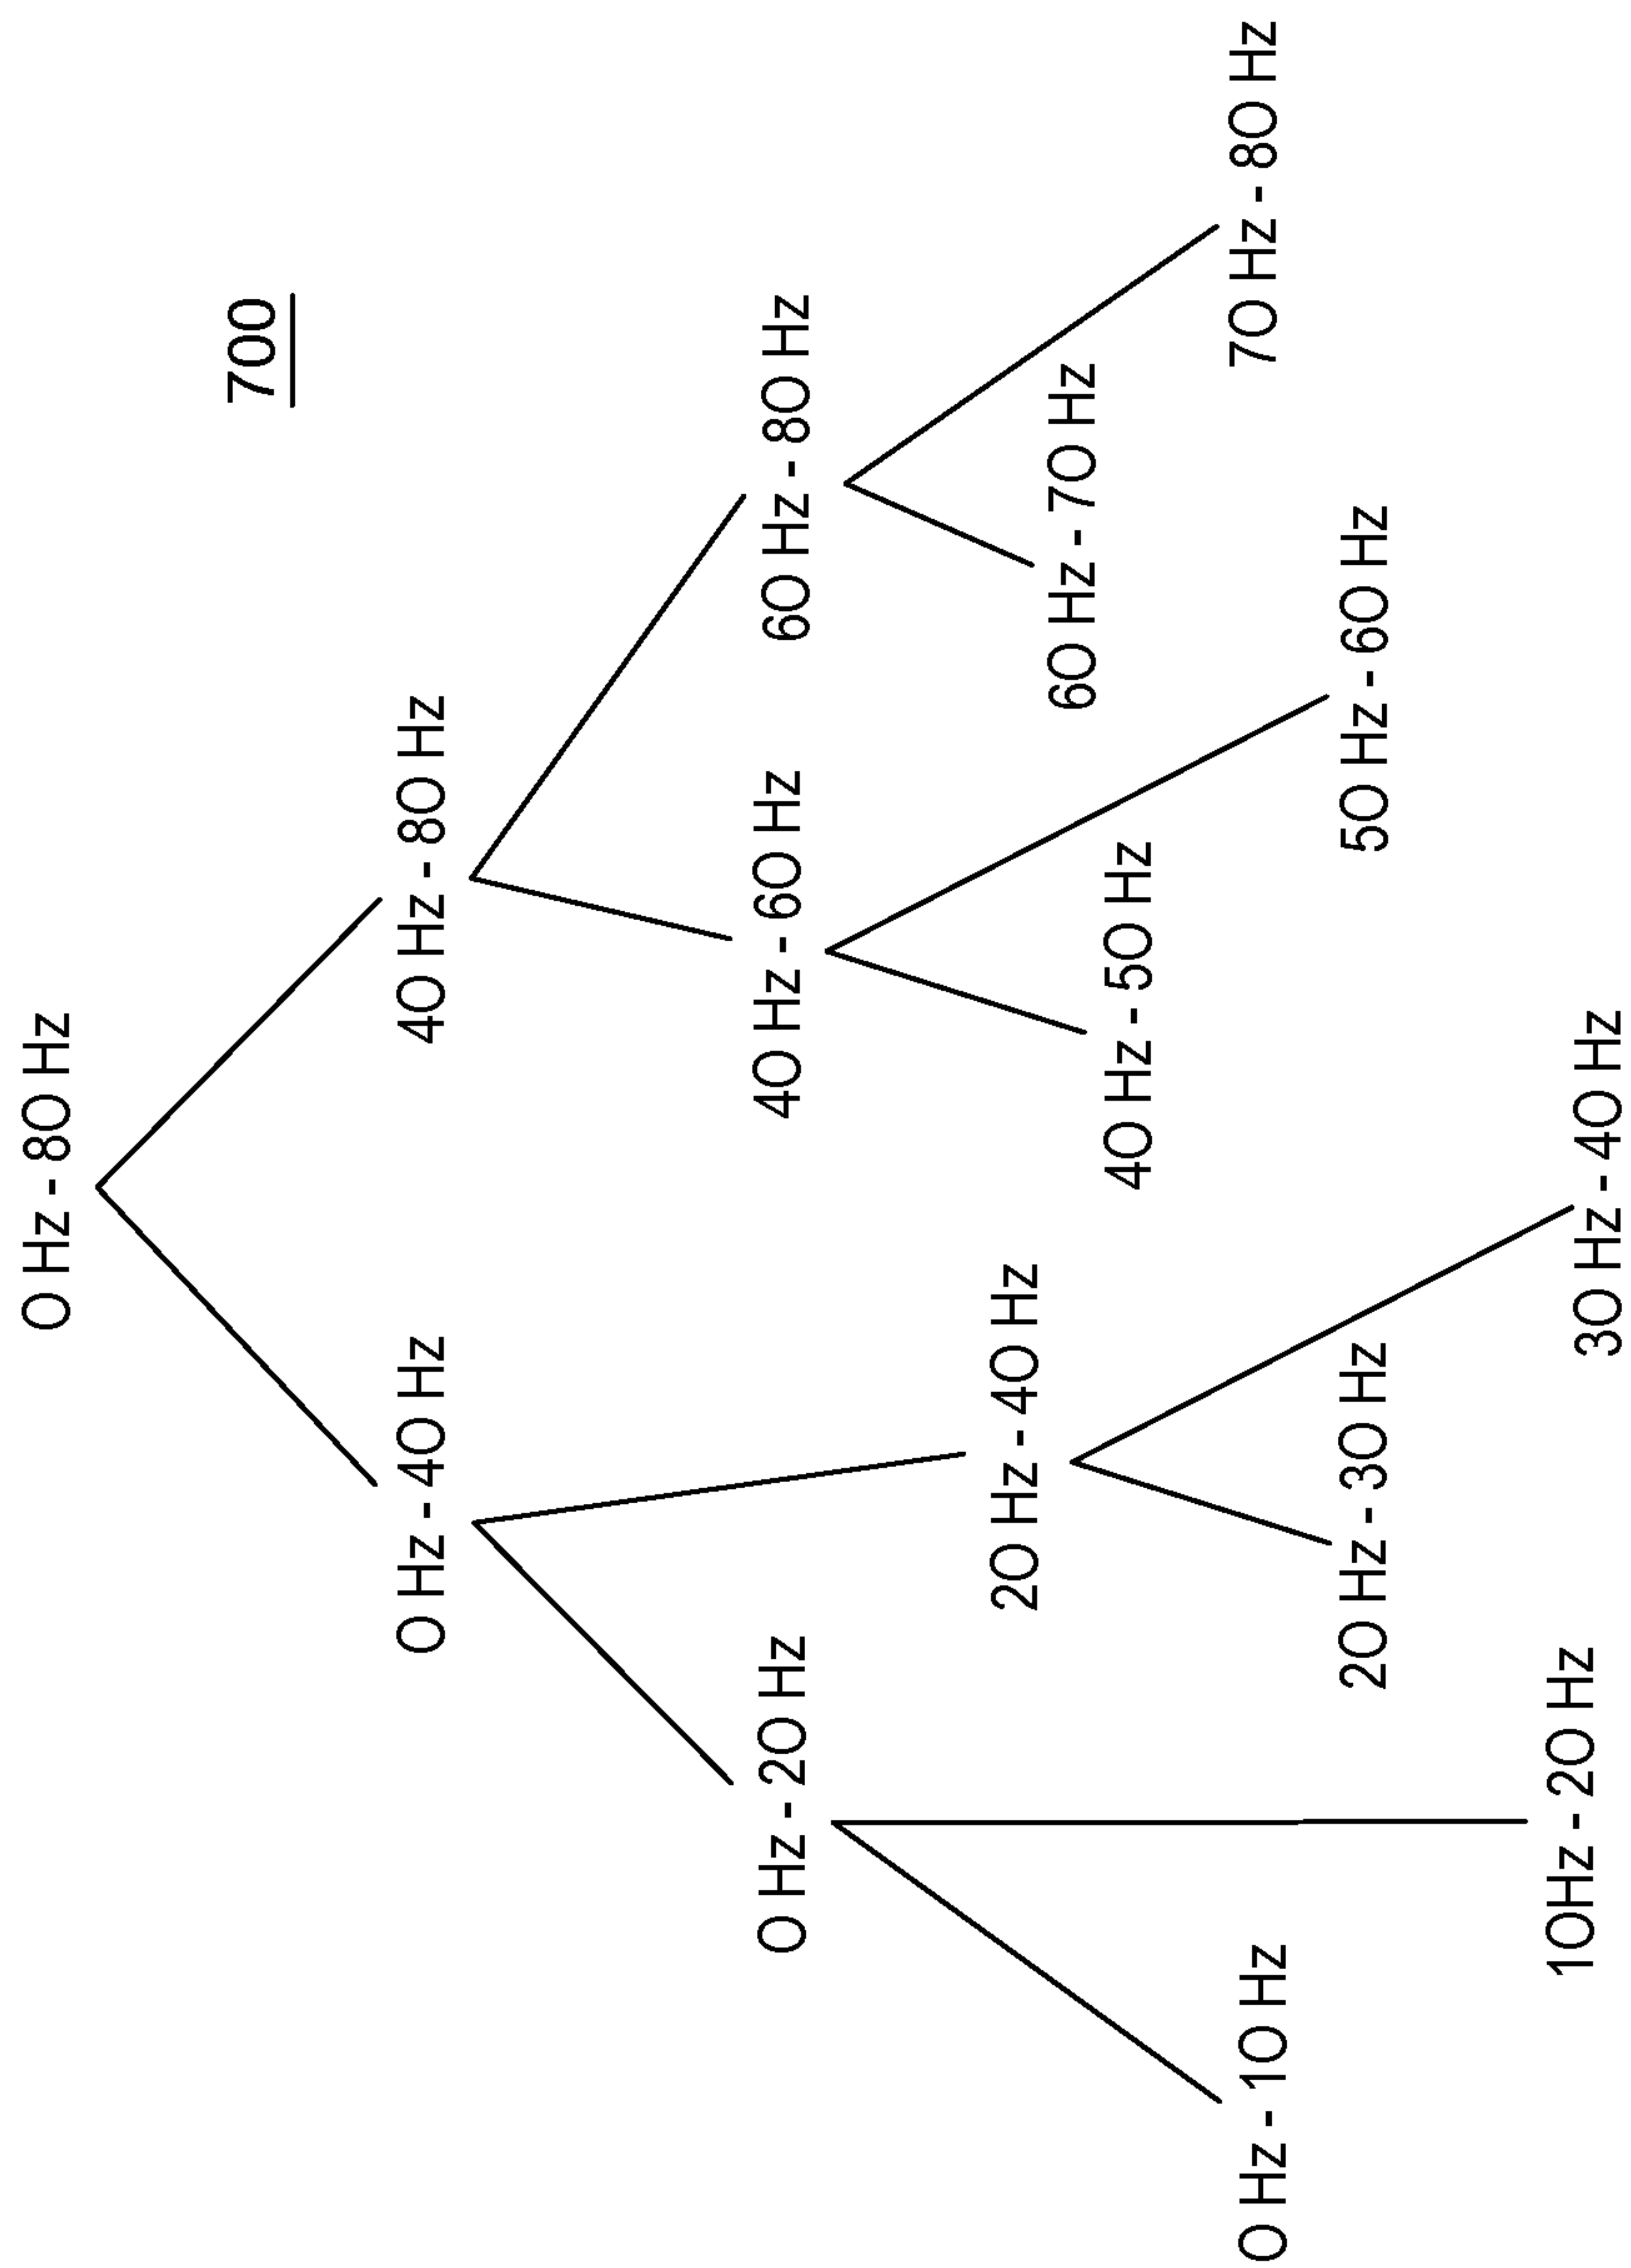 700
0 Hz - 80 Hz
0 Hz - 40 Hz
40 Hz - 80 Hz
0 Hz - 20 Hz
20 Hz - 40 Hz
40 Hz - 60 Hz
60 Hz - 80 Hz
0 Hz - 10 Hz
10Hz - 20 Hz
20 Hz - 30 Hz
30 Hz - 40 Hz
40 Hz - 50 Hz
50 Hz - 60 Hz
60 Hz - 70 Hz
70 Hz - 80 Hz